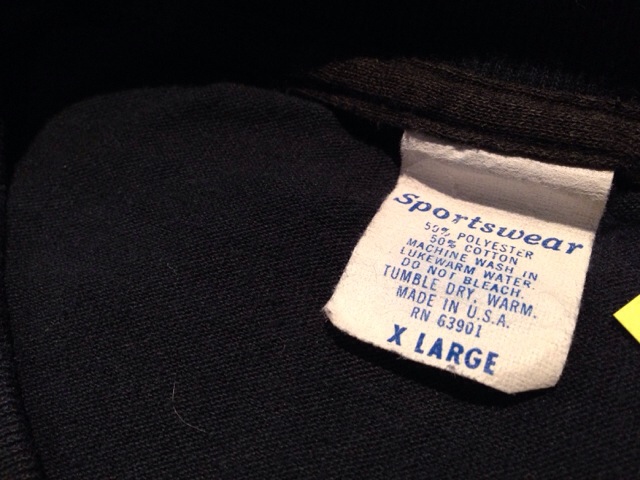 Sportswear
50% POLYESTER
50% COTTON
MACHINE WASH IN
LUKEWARM WATER.
DO NOT BLEACH.
TUMBLE DRY. WARM.
MADE IN U.S.A.
RN 63901
X LARGE